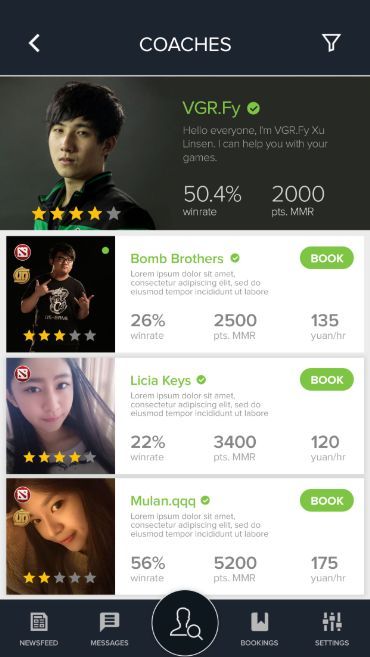 COACHES
VGR.Fy
Hello everyone, I'm VGR.Fy Xu
Linsen. I can help you with your
games.
50.4% 2000
winrate pts. MMR
Bomb Brothers BOOK
Lorem ipsum dolor sit amet,
consectetur adipiscing elit, sed do
eiusmod tempor incididunt ut labore
26% 2500 135
winrate pts. MMR yuan/hr
Licia Keys BOOK
Lorem ipsum dolor sit amet,
consectetur adipiscing elit, sed do
eiusmod tempor incididunt ut labore
22% 3400 120
winrate pts. MMR yuan/hr
Mulan.qqq BOOK
Lorem ipsum dolor sit amet,
consectetur adipiscing elit, sed do
eiusmod tempor incididunt ut labore
56% 5200 175
winrate pts. MMR yuan/hr
NEWSFEED MESSAGES BOOKINGS SETTINGS